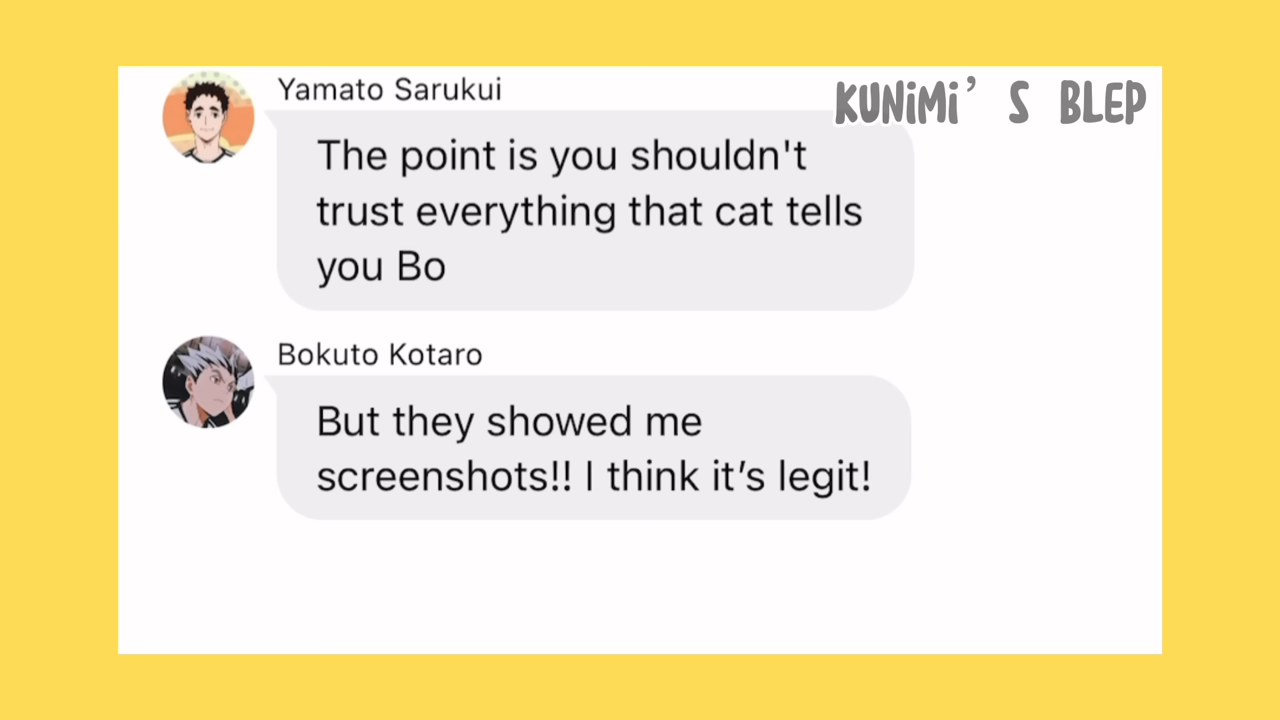 Yamato Sarukui
KUNiMi’S BLEP
The point is you shouldn't
trust everything that cat tells
you Bo
Bokuto Kotaro
But they showed me
screenshots!! I think it’s legit!